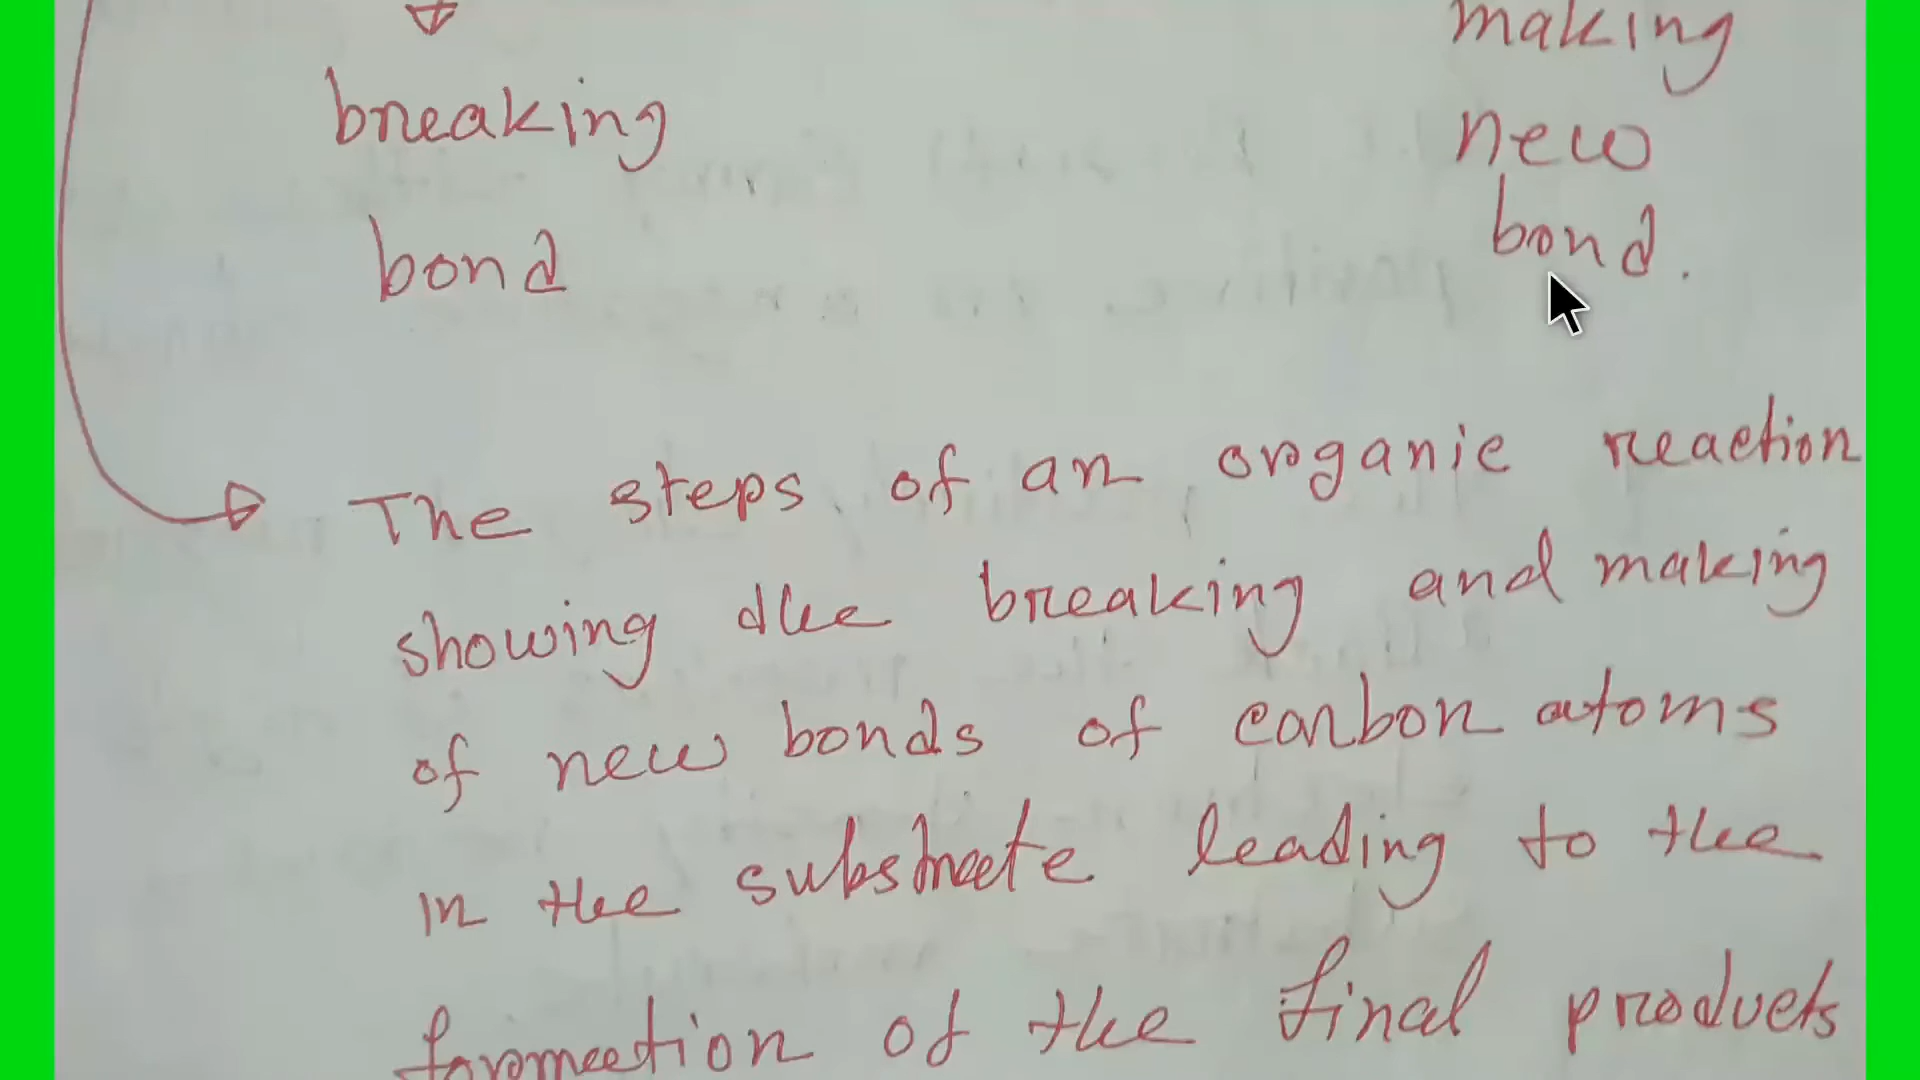 making
breaking
new
bond
bond.
The steps of an organic reaction
showing the breaking and making
of new bonds of carbon atoms
in the substrate leading to the
formation of the final products